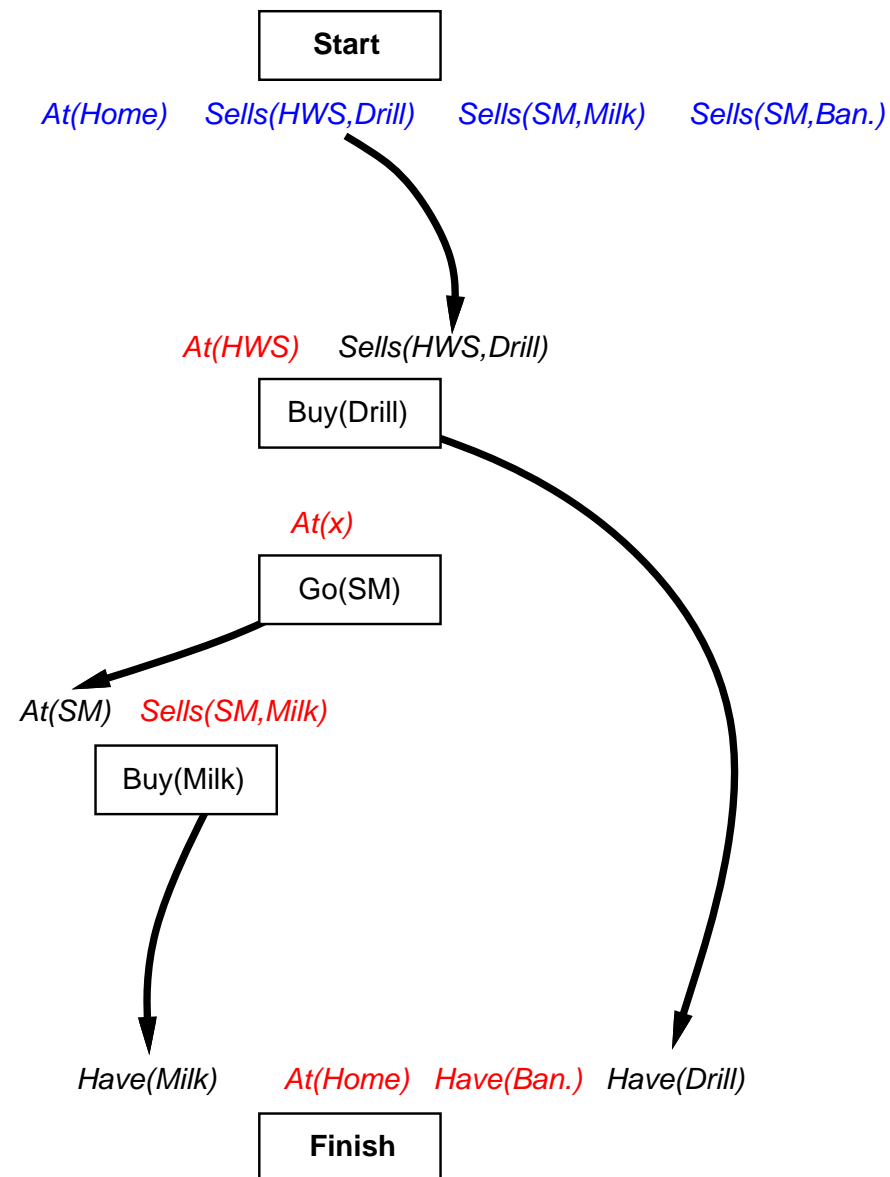 Start
At(Home) Sells(HWS,Drill) Sells(SM,Milk) Sells(SM,Ban.)
At(HWS) Sells(HWS,Drill)
Buy(Drill)
At(x)
Go(SM)
At(SM) Sells(SM,Milk)
Buy(Milk)
Have(Milk) At(Home) Have(Ban.) Have(Drill)
Finish